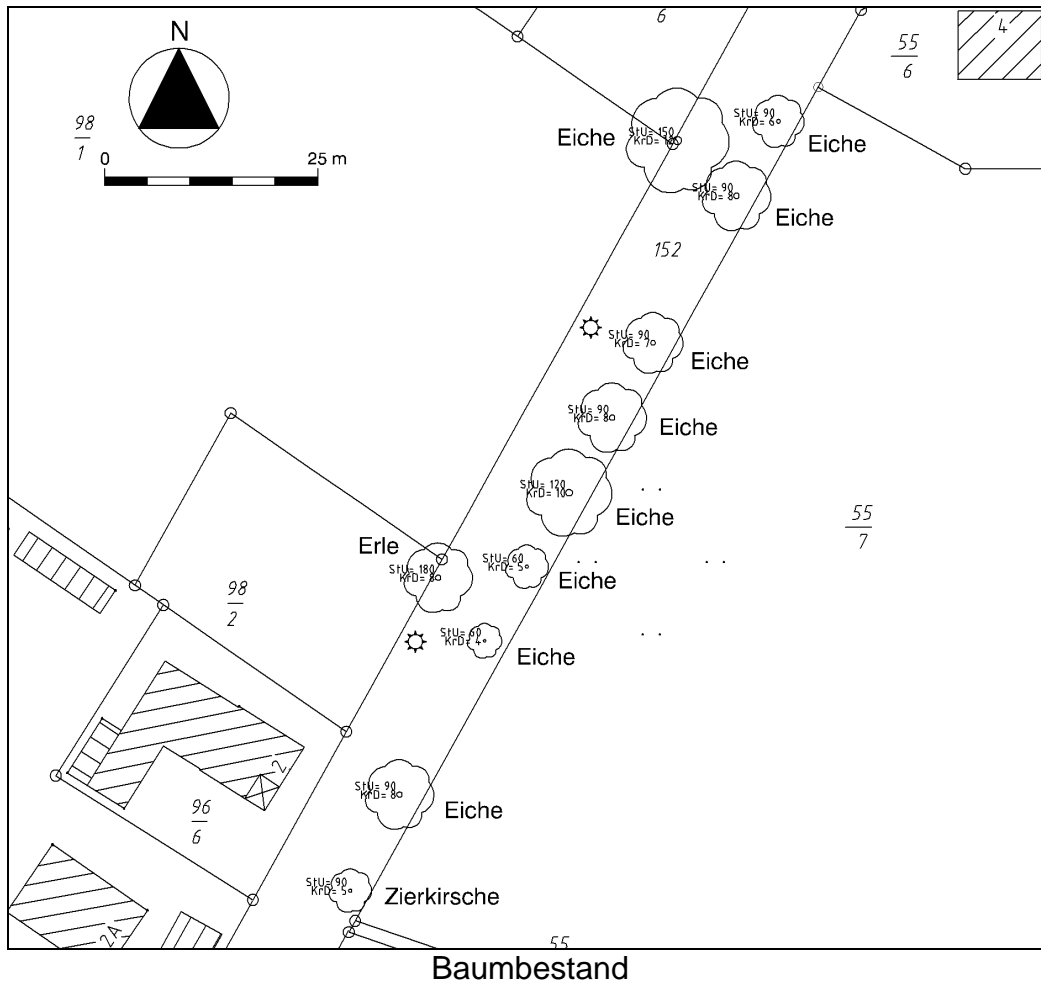 N
6
4
55
6
98
1
0 25 m
Eiche
StU= 150
StU= 90
KrD= 6
Eiche
StU= 90
KrD= 8
Eiche
152
StU= 90
KrD= 7
Eiche
StU= 90
KrD= 8
Eiche
StU= 120
KrD= 10
Eiche
55
7
Erle
StU= 180
KrD= 8
StU= 60
KrD= 5
Eiche
98
2
StU= 60
KrD= 4
Eiche
2
StU= 90
KrD= 8
Eiche
96
6
StU= 90
KrD= 5
Zierkirsche
2A
55
Baumbestand